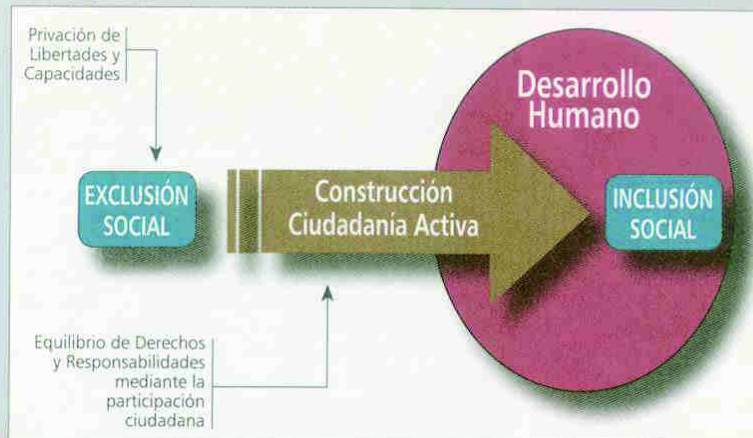 Privación de
Libertades y
Capacidades
EXCLUSIÓN
SOCIAL
Construcción
Ciudadanía Activa
Desarrollo
Humano
INCLUSIÓN
SOCIAL
Equilibrio de Derechos
y Responsabilidades
mediante la
participación
ciudadana